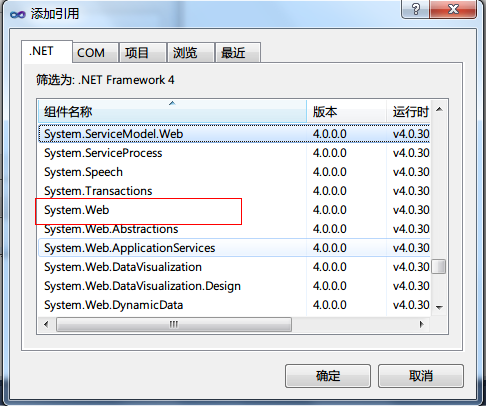 添加引用
.NET COM 项目 浏览 最近
筛选为: .NET Framework 4
组件名称 版本 运行时
System.ServiceModel.Web 4.0.0.0 v4.0.30
System.ServiceProcess 4.0.0.0 v4.0.30
System.Speech 4.0.0.0 v4.0.30
System.Transactions 4.0.0.0 v4.0.30
System.Web 4.0.0.0 v4.0.30
System.Web.Abstractions 4.0.0.0 v4.0.30
System.Web.ApplicationServices 4.0.0.0 v4.0.30
System.Web.DataVisualization 4.0.0.0 v4.0.30
System.Web.DataVisualization.Design 4.0.0.0 v4.0.30
System.Web.DynamicData 4.0.0.0 v4.0.30
确定 取消